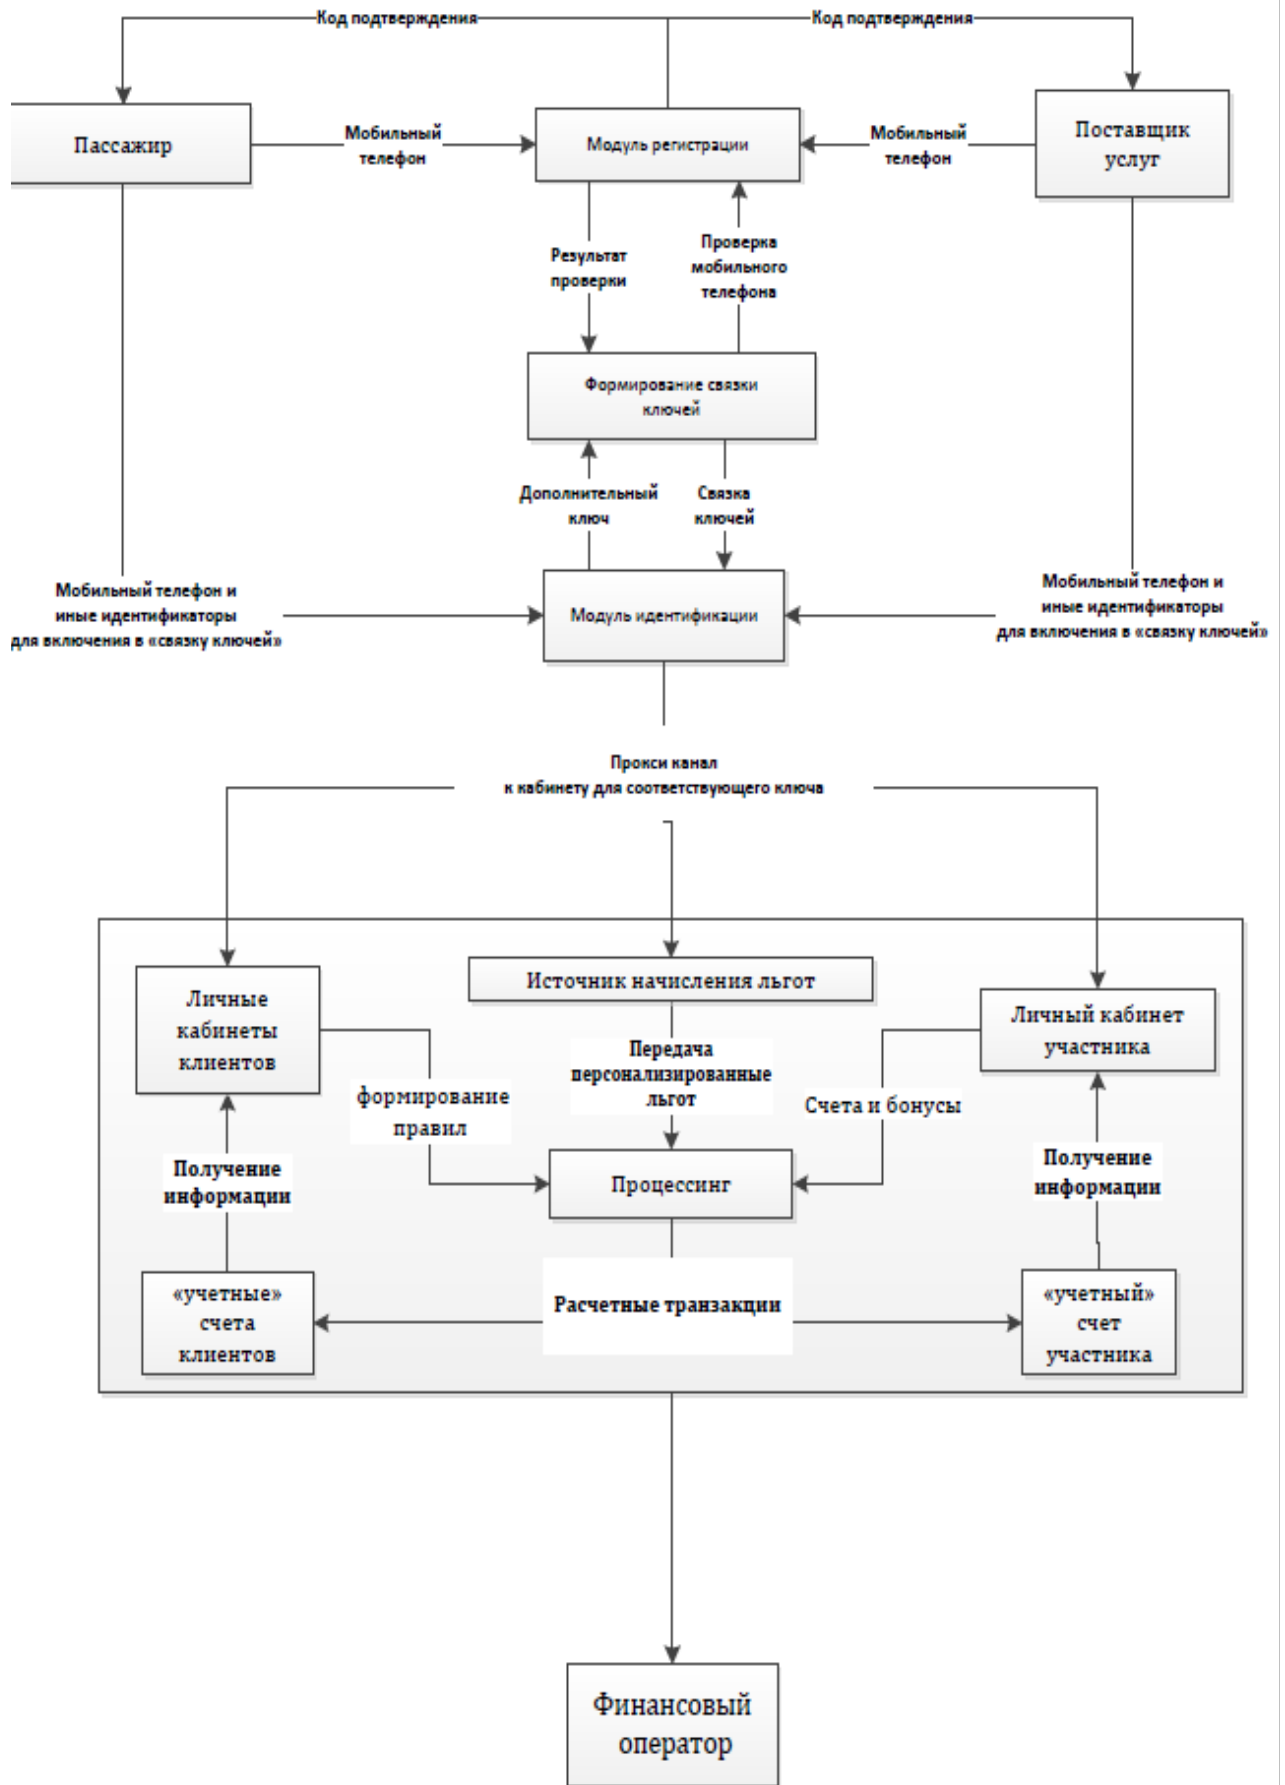 Код подтверждения
Код подтверждения
Пассажир
Мобильный
телефон
Модуль регистрации
Мобильный
телефон
Поставщик
услуг
Результат
проверки
Проверка
мобильного
телефона
Формирование связки
ключей
Дополнительный
ключ
Связка
ключей
Мобильный телефон и
иные идентификаторы
для включения в «связку ключей»
Модуль идентификации
Мобильный телефон и
иные идентификаторы
для включения в «связку ключей»
Прокси канал
к кабинету для соответствующего ключа
Личные
кабинеты
клиентов
Источник начисления льгот
Личный кабинет
участника
Передача
персонализированные
льгот
формирование
правил
Счета и бонусы
Получение
информации
Процессинг
Получение
информации
«учетные»
счета
клиентов
Расчетные транзакции
«учетный»
счет
участника
Финансовый
оператор